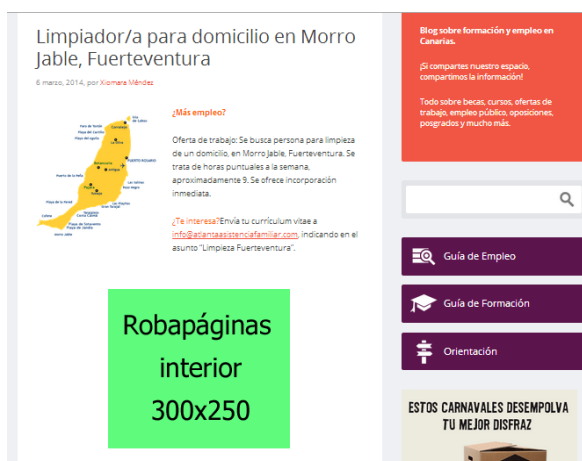 Limpiador/a para domicilio en Morro
Jable, Fuerteventura
6 marzo, 2014, por Xiomara Méndez
¿Más empleo?
Oferta de trabajo: Se busca persona para limpieza
de un domicilio, en Morro Jable, Fuerteventura. Se
trata de horas puntuales a la semana,
aproximadamente 9. Se ofrece incorporación
inmediata.
¿Te interesa?Envía tu currículum vitae a
info@atlantaasistenciafamiliar.com, indicando en el
asunto "Limpieza Fuerteventura".
Robapáginas
interior
300x250
Blog sobre formación y empleo en
Canarias.
¡Si compartes nuestro espacio,
compartimos la información!
Todo sobre becas, cursos, ofertas de
trabajo, empleo público, oposiciones,
posgrados y mucho más.
Guía de Empleo
Guía de Formación
Orientación
ESTOS CARNAVALES DESEMPOLVA
TU MEJOR DISFRAZ